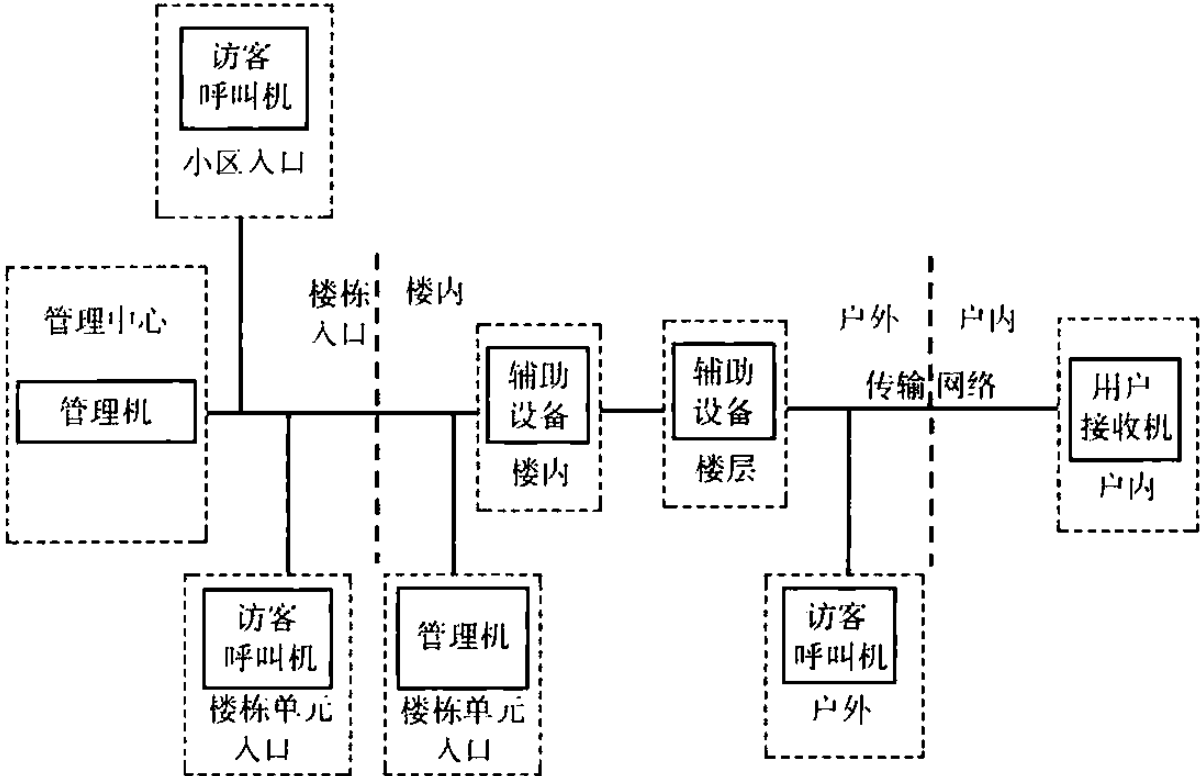 访客
呼叫机
小区入口
管理中心
管理机
楼栋
入口
楼内
辅助
设备
楼内
辅助
设备
楼层
户外
户内
传输网络
用户
接收机
户内
访客
呼叫机
楼栋单元
入口
管理机
楼栋单元
入口
访客
呼叫机
户外